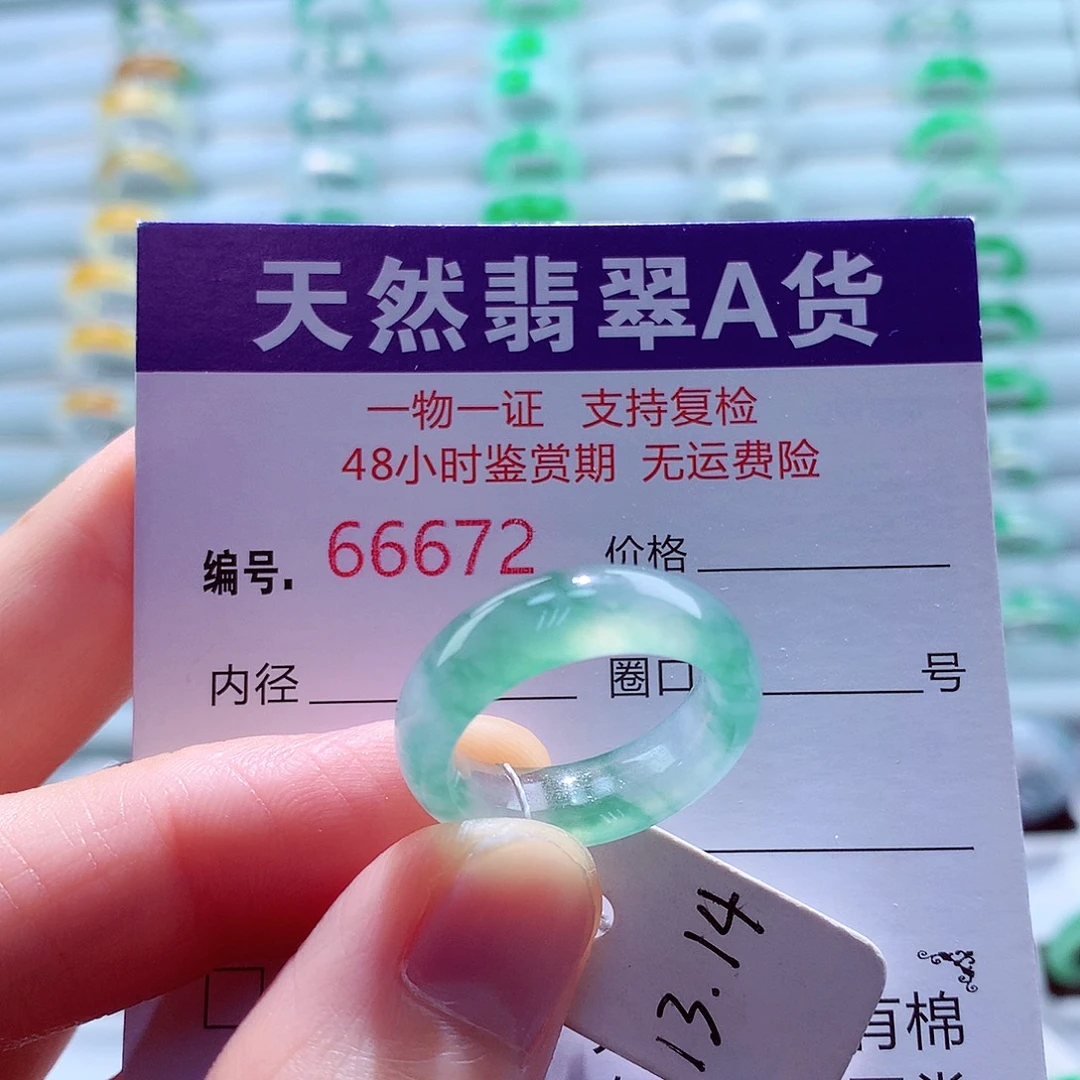 天然翡翠A货
一物一证 支持复检
48小时鉴赏期 无运费险
编号. 66672 价格
内径 圈口 号
13.14
有棉